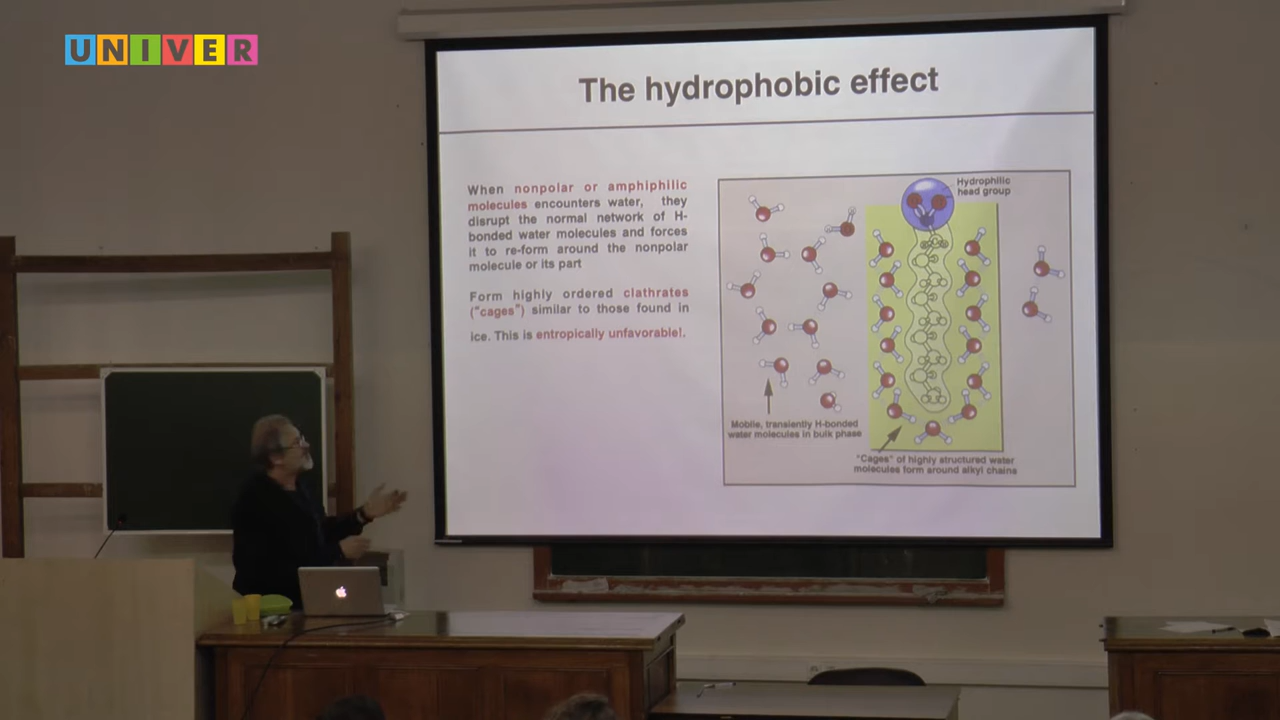 UNIVER
The hydrophobic effect
When nonpolar or amphiphilic
molecules encounters water, they
disrupt the normal network of H-
bonded water molecules and forces
it to re-form around the nonpolar
molecule or its part
Form highly ordered clathrates
("cages") similar to those found in
ice. This is entropically unfavorable!.
Hydrophilic
head group
Mobile, transiently H-bonded
water molecules in bulk phase
"Cages" of highly structured water
molecules form around alkyl chains